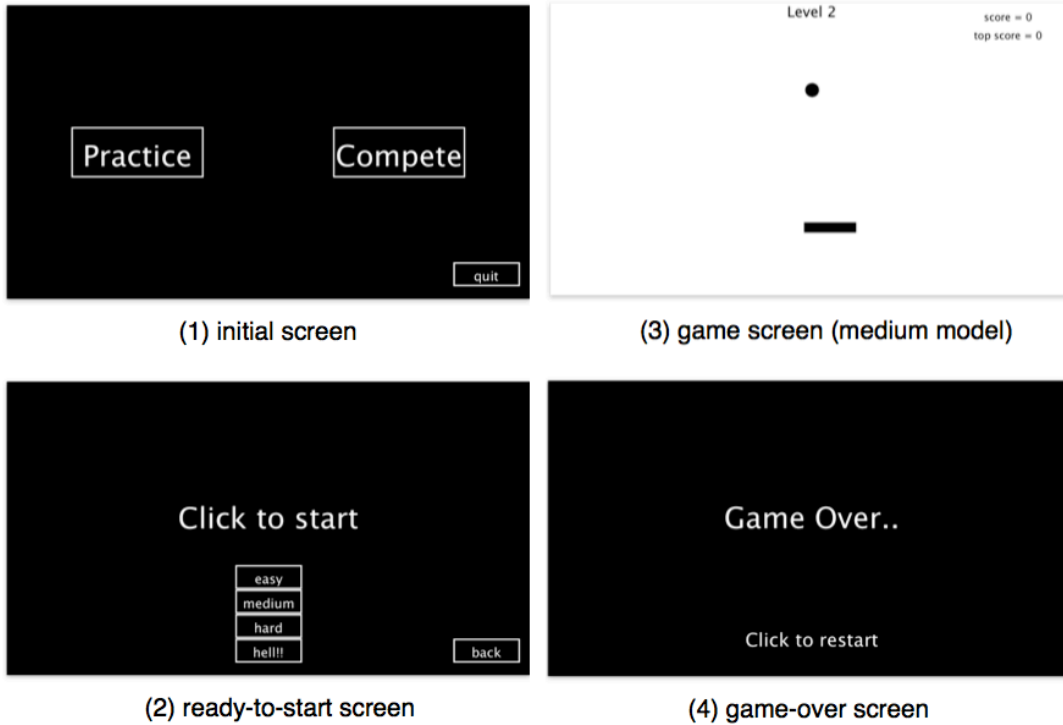 Practice
Compete
quit
(1) initial screen
Level 2
score = 0
top score = 0
(3) game screen (medium model)
Click to start
easy
medium
hard
hell!!
back
(2) ready-to-start screen
Game Over..
Click to restart
(4) game-over screen